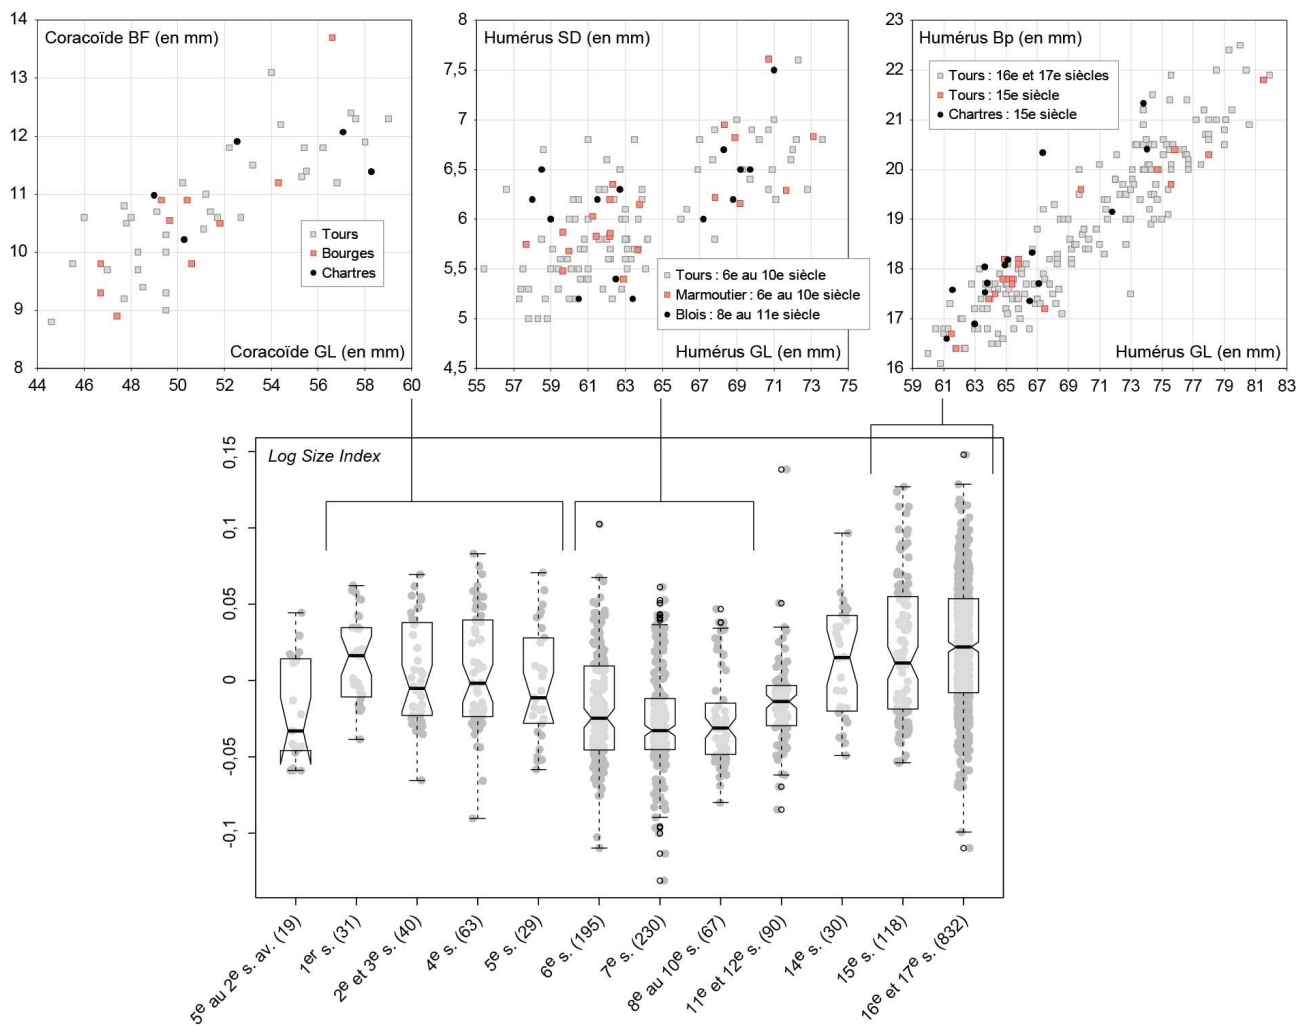 Coracoïde BF (en mm)
14
13
12
11
10
9
8
Tours
Bourges
Chartres
Coracoïde GL (en mm)
44 46 48 50 52 54 56 58 60
Humérus SD (en mm)
8
7,5
7
6,5
6
5,5
5
4,5
Tours : 6e au 10e siècle
Marmoutier : 6e au 10e siècle
Blois : 8e au 11e siècle
Humérus GL (en mm)
55 57 59 61 63 65 67 69 71 73 75
Humérus Bp (en mm)
23
22
21
20
19
18
17
16
Tours : 16e et 17e siècles
Tours : 15e siècle
Chartres : 15e siècle
Humérus GL (en mm)
59 61 63 65 67 69 71 73 75 77 79 81 83
Log Size Index
0,15
0,1
0,05
0
-0,05
-0,1
5e au 2e s. av. (19)
1er s. (31)
2e et 3e s. (40)
4e s. (63)
5e s. (29)
6e s. (195)
7e s. (230)
8e au 10e s. (67)
11e et 12e s. (90)
14e s. (30)
15e s. (118)
16e et 17e s. (832)